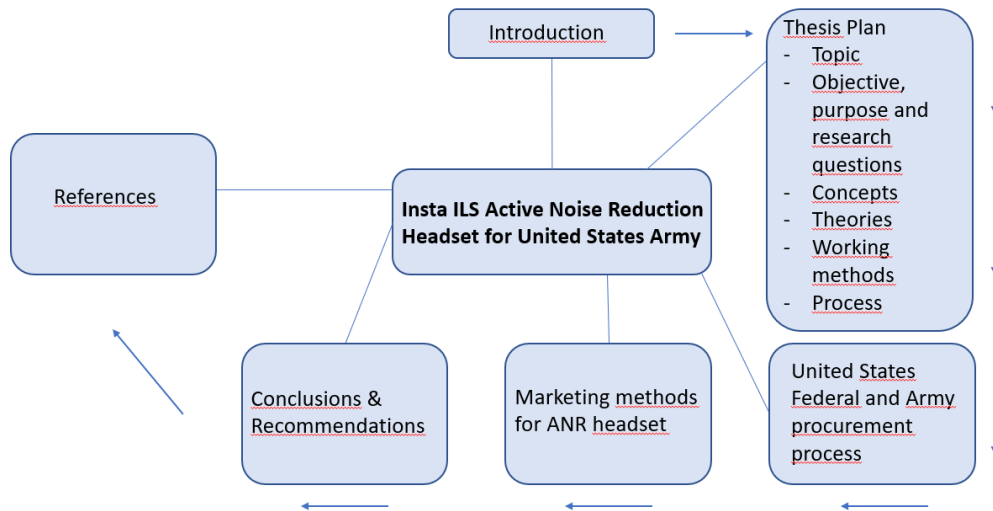 Introduction
Thesis Plan
- Topic
- Objective,
purpose and
research
questions
- Concepts
- Theories
- Working
methods
- Process
References
Insta ILS Active Noise Reduction
Headset for United States Army
Conclusions &
Recommendations
Marketing methods
for ANR headset
United States
Federal and Army
procurement
process